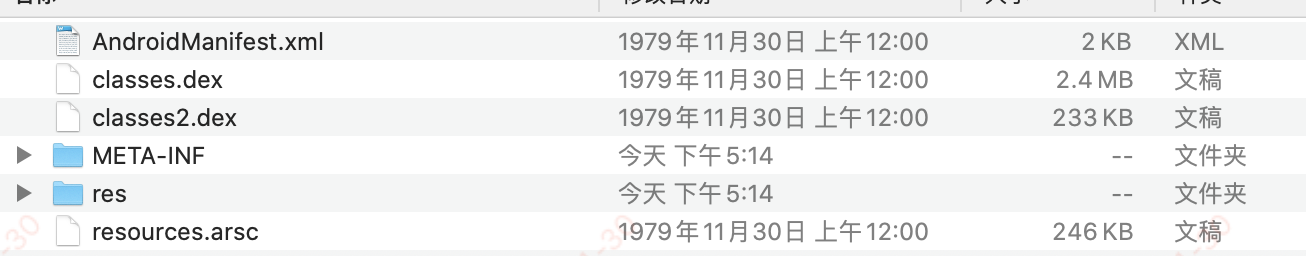 AndroidManifest.xml 1979年11月30日 上午12:00 2 KB XML
classes.dex 1979年11月30日 上午12:00 2.4 MB 文稿
classes2.dex 1979年11月30日 上午12:00 233 KB 文稿
META-INF 今天 下午5:14 -- 文件夹
res 今天 下午5:14 -- 文件夹
resources.arsc 1979年11月30日 上午12:00 246 KB 文稿